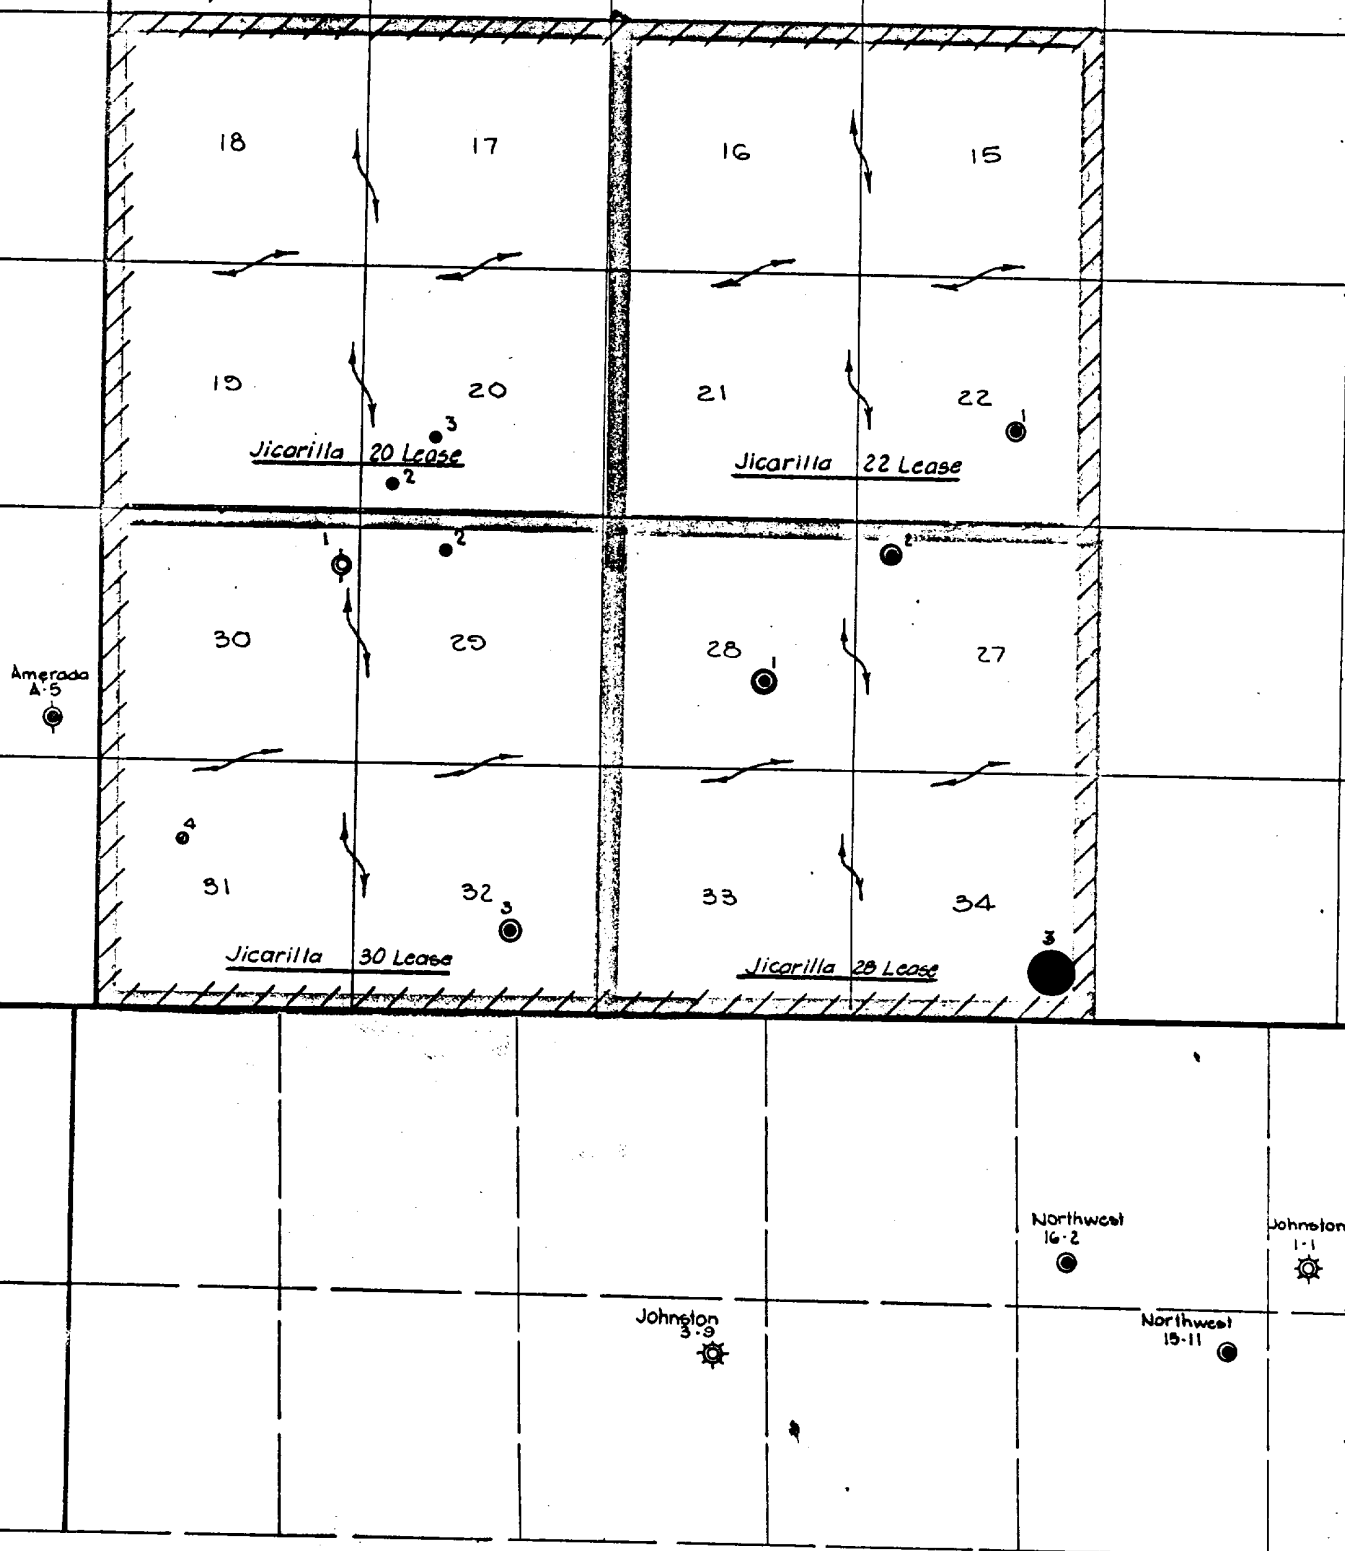 18 17 16 15
19 20 21 22
3
1
Jicarilla 20 Lease
Jicarilla 22 Lease
2
1 2 2
30 29 28 27
1
Amerada
A-5
4
31 32 33 34
3
3
Jicarilla 30 Lease
Jicarilla 28 Lease
Northwest
16-2
Johnston
1-1
Johnston
3-9
Northwest
15-11